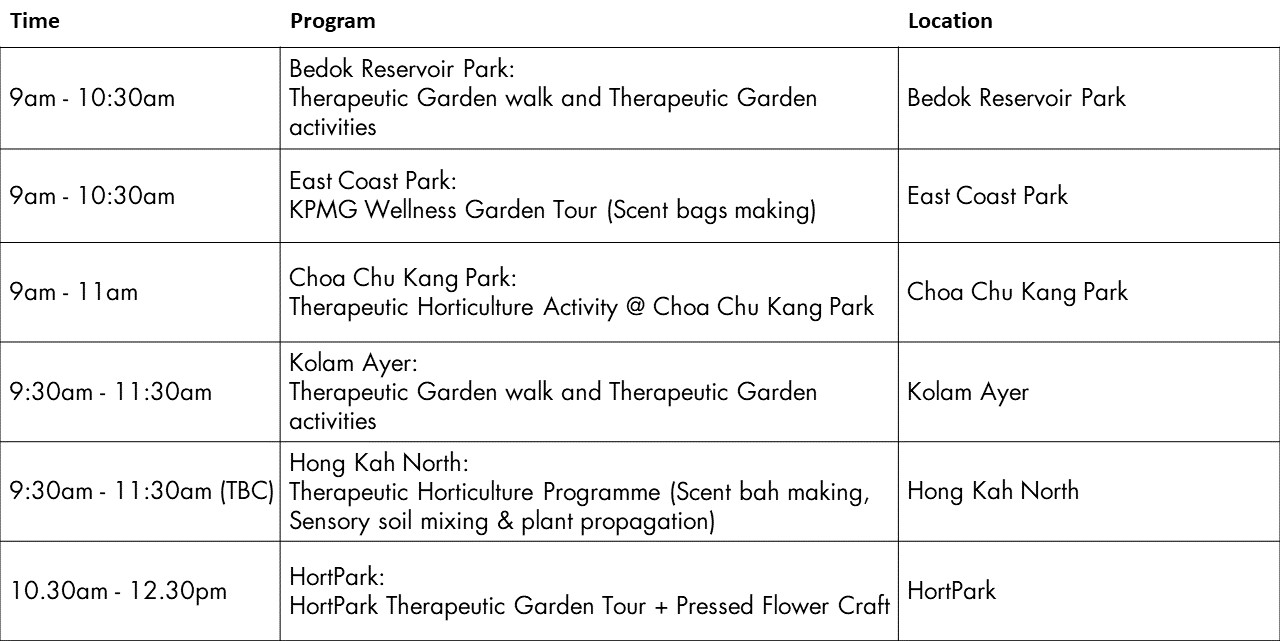 Time Program Location
9am - 10:30am
Bedok Reservoir Park:
Therapeutic Garden walk and Therapeutic Garden
activities
Bedok Reservoir Park
9am - 10:30am
East Coast Park:
KPMG Wellness Garden Tour (Scent bags making)
East Coast Park
9am - 11am
Choa Chu Kang Park:
Therapeutic Horticulture Activity @ Choa Chu Kang Park
Choa Chu Kang Park
9:30am - 11:30am
Kolam Ayer:
Therapeutic Garden walk and Therapeutic Garden
activities
Kolam Ayer
9:30am - 11:30am (TBC)
Hong Kah North:
Therapeutic Horticulture Programme (Scent bah making,
Sensory soil mixing & plant propagation)
Hong Kah North
10.30am - 12.30pm
HortPark:
HortPark Therapeutic Garden Tour + Pressed Flower Craft
HortPark